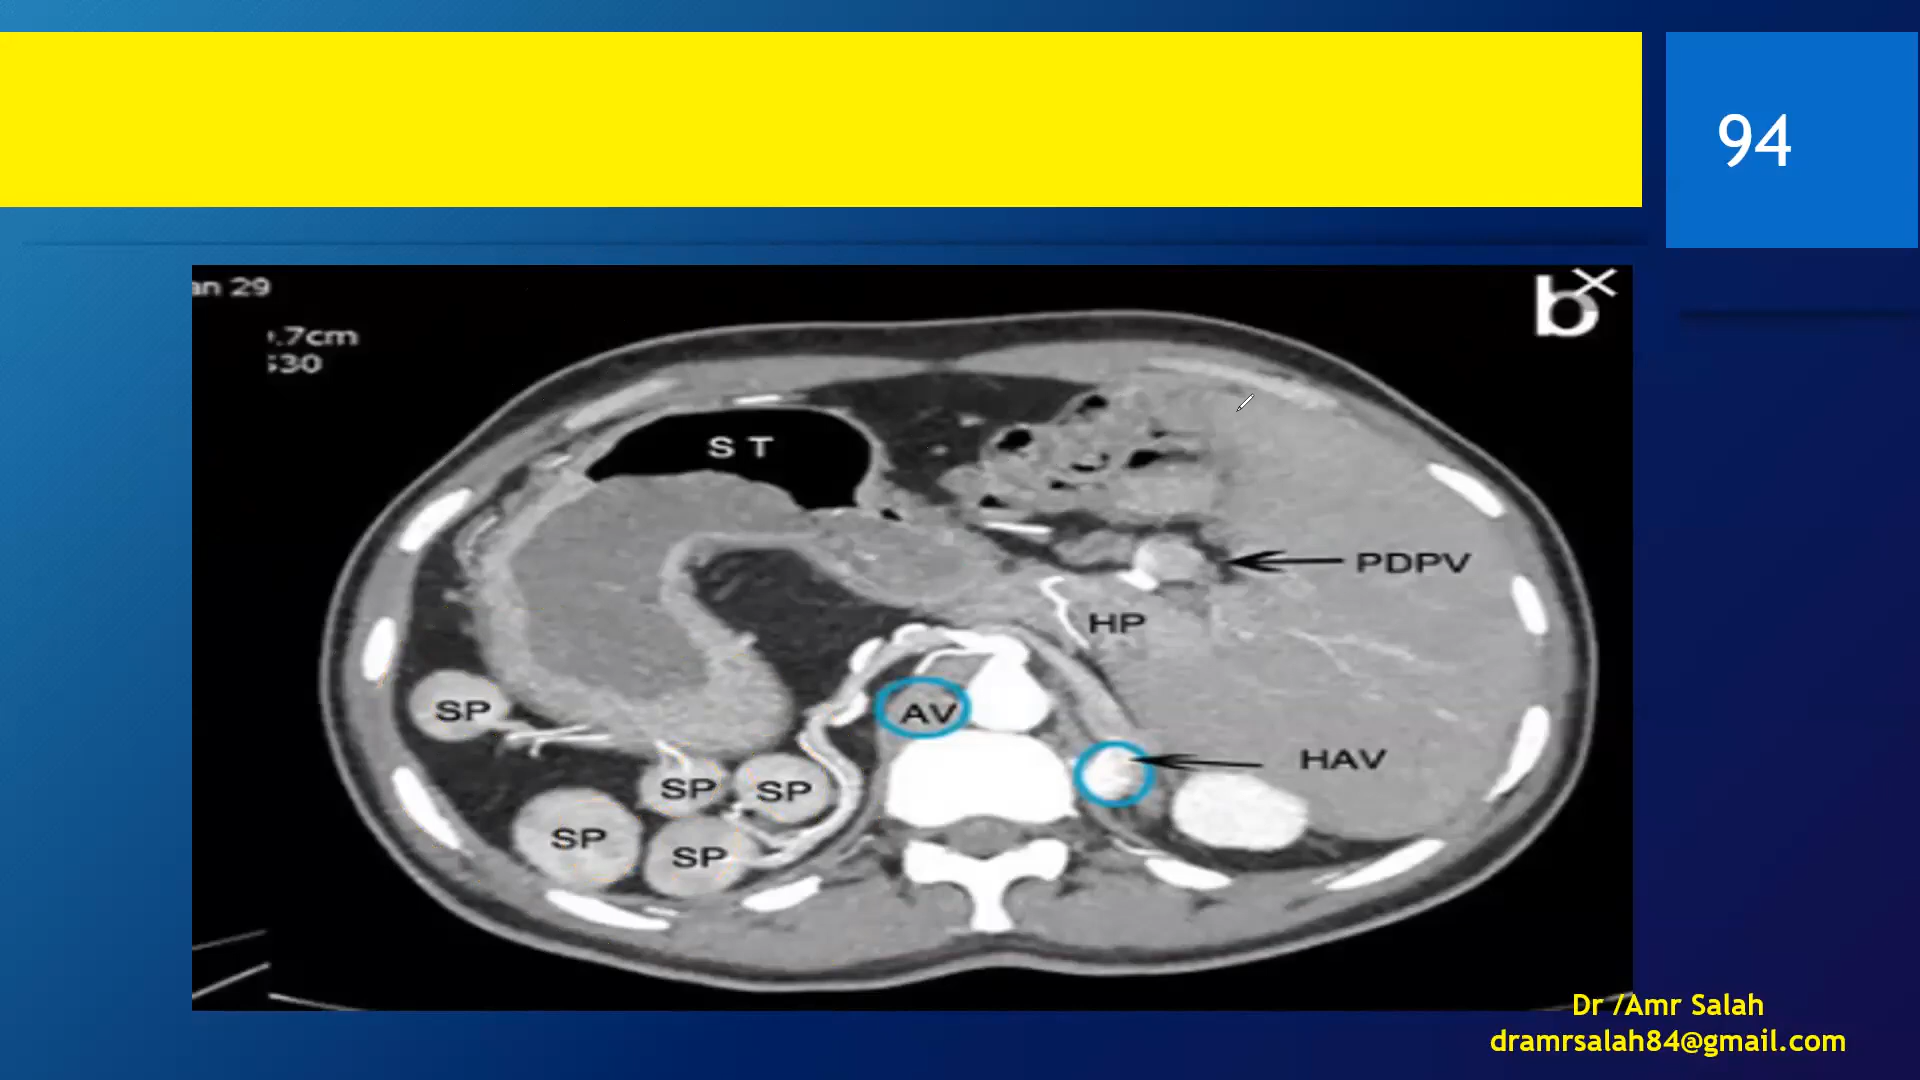 94
an 29
.7cm
:30
b
S T
PDPV
HP
SP
AV
HAV
SP
SP
SP
SP
Dr /Amr Salah
dramrsalah84@gmail.com